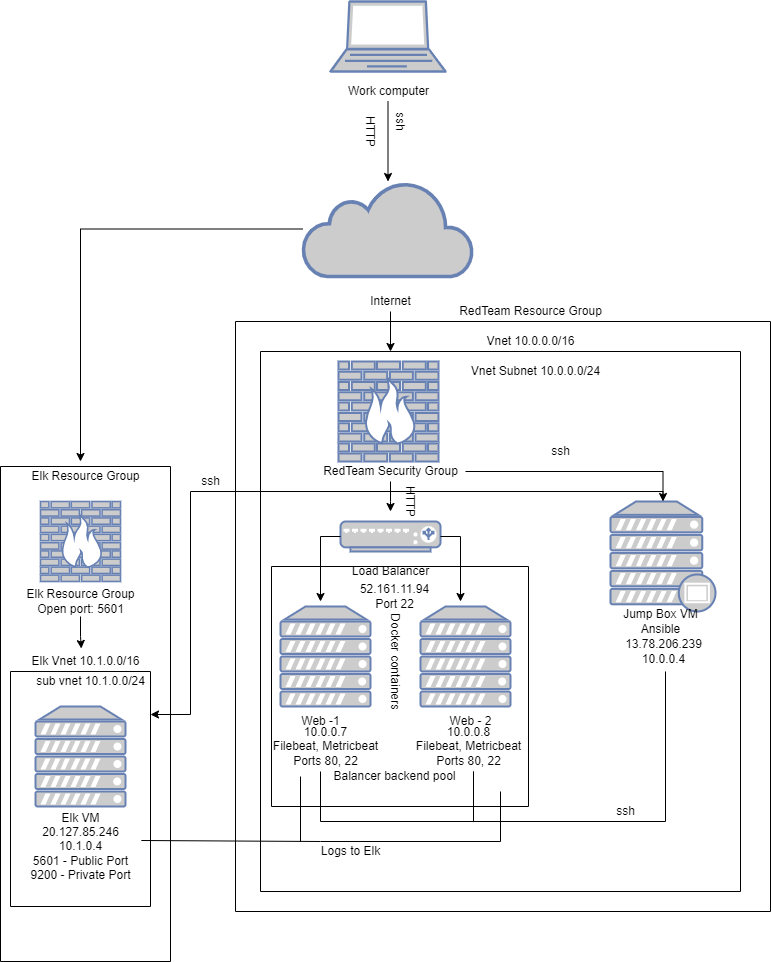 Work computer
ssh
HTTP
Internet
RedTeam Resource Group
Vnet 10.0.0.0/16
Vnet Subnet 10.0.0.0/24
RedTeam Security Group
ssh
HTTP
ssh
Elk Resource Group
Elk Resource Group
Open port: 5601
Elk Vnet 10.1.0.0/16
sub vnet 10.1.0.0/24
Elk VM
20.127.85.246
10.1.0.4
5601 - Public Port
9200 - Private Port
Load Balancer
52.161.11.94
Port 22
Docker containers
Web -1
10.0.0.7
Filebeat, Metricbeat
Ports 80, 22
Web - 2
10.0.0.8
Filebeat, Metricbeat
Ports 80, 22
Balancer backend pool
Jump Box VM
Ansible
13.78.206.239
10.0.0.4
ssh
Logs to Elk